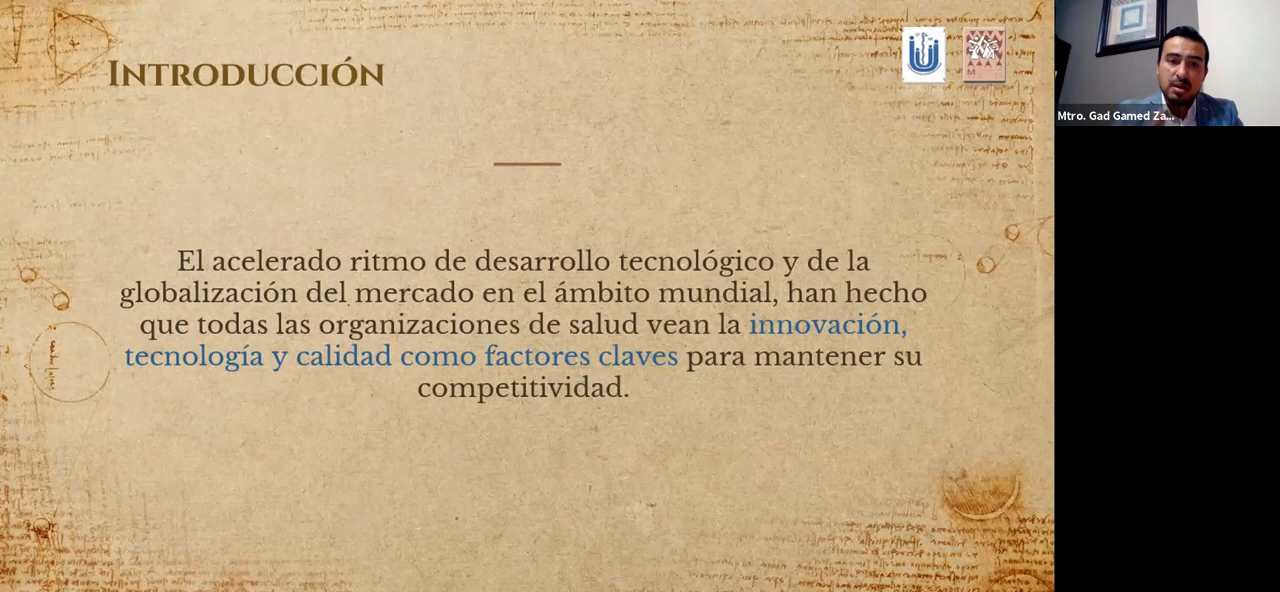 INTRODUCCIÓN
El acelerado ritmo de desarrollo tecnológico y de la
globalización del mercado en el ámbito mundial, han hecho
que todas las organizaciones de salud vean la innovación,
tecnología y calidad como factores claves para mantener su
competitividad.
Mtro. Gad Gamed Za...